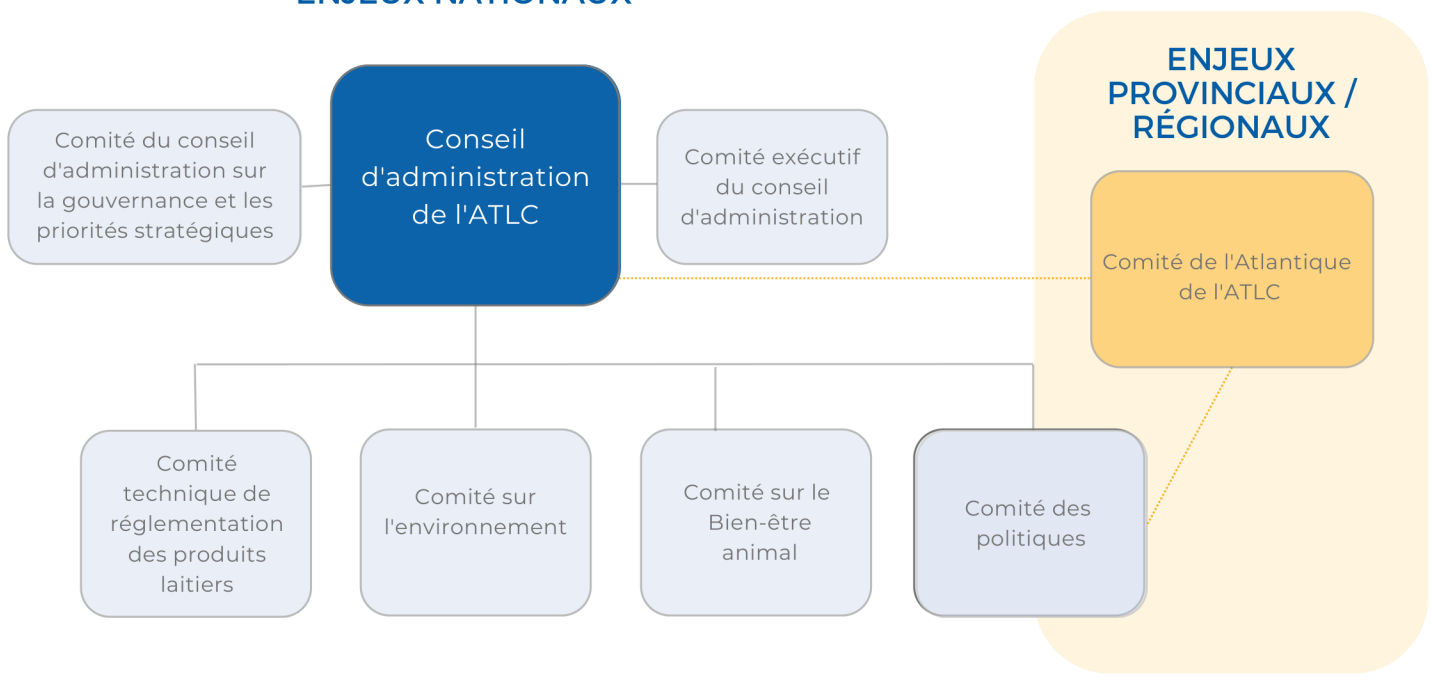 ENJEUX NATIONAUX
ENJEUX
PROVINCIAUX /
RÉGIONAUX
Comité du conseil
d'administration sur
la gouvernance et les
priorités stratégiques
Conseil
d'administration
de l'ATLC
Comité exécutif
du conseil
d'administration
Comité de l'Atlantique
de l'ATLC
Comité
technique de
réglementation
des produits
laitiers
Comité sur
l'environnement
Comité sur le
Bien-être
animal
Comité des
politiques